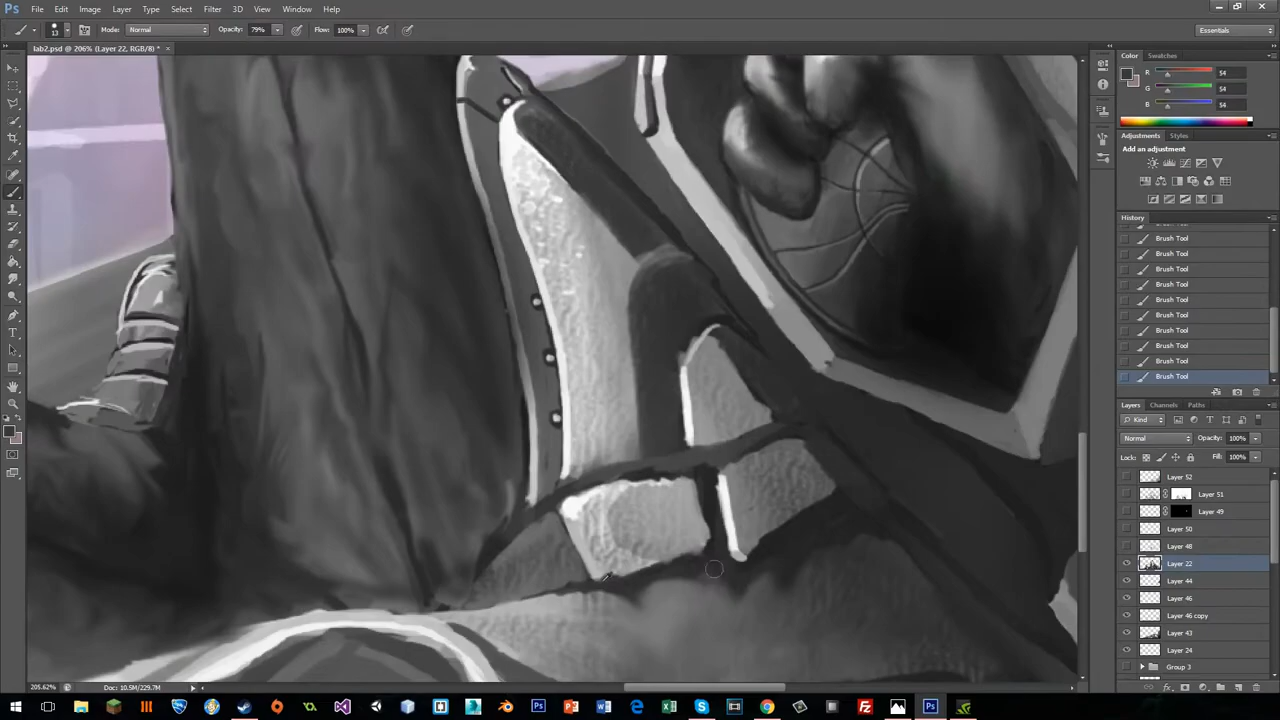 Ps File Edit Image Layer Type Select Filter 3D View Window Help
13 Mode: Normal Opacity: 79% Flow: 100% Essentials
lab2.psd @ 206% (Layer 22, RGB/8) * ×
Color Swatches
R 54
G 54
B 54
Adjustments Styles
Add an adjustment
History
Brush Tool
Brush Tool
Brush Tool
Brush Tool
Brush Tool
Brush Tool
Brush Tool
Brush Tool
Brush Tool
Brush Tool
Layers Channels Paths
Kind
Normal Opacity: 100%
Lock: Fill: 100%
Layer 52
Layer 51
Layer 49
Layer 50
Layer 48
Layer 22
Layer 44
Layer 46
Layer 46 copy
Layer 43
Layer 24
Group 3
205.62% Doc: 10.5M/229.7M